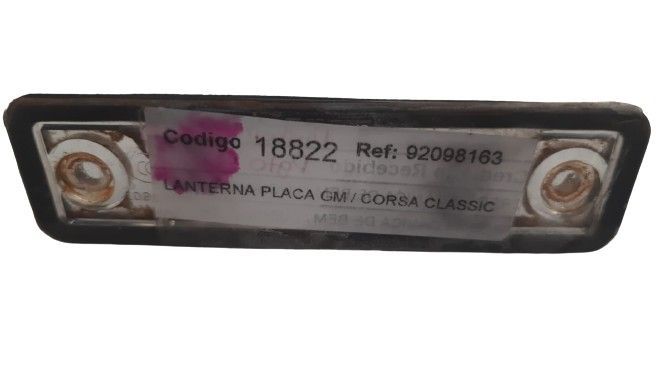 Codigo 18822 Ref: 92098163
LANTERNA PLACA GM / CORSA CLASSIC